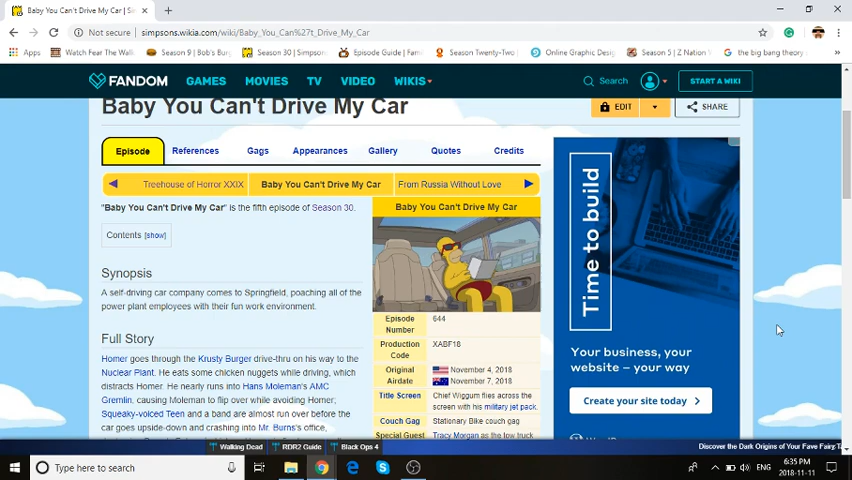 Baby You Can't Drive My Car | Si
Not secure
simpsons.wikia.com/wiki/Baby_You_Can%27t_Drive_My_Car
Apps
Watch Fear The Walk
Season 9 | Bob's Burg
Season 30 | Simpson
Episode Guide | Fam
Season Twenty-Two
Online Graphic Desig
Season 5 | Z Nation V
the big bang theory
FANDOM
GAMES
MOVIES
TV
VIDEO
WIKIS
Search
START A WIKI
Baby You Can't Drive My Car
EDIT
SHARE
Episode
References
Gags
Appearances
Gallery
Quotes
Credits
Treehouse of Horror XXIX
Baby You Can't Drive My Car
From Russia Without Love
"Baby You Can't Drive My Car" is the fifth episode of Season 30.
Contents [show]
Synopsis
A self-driving car company comes to Springfield, poaching all of the
power plant employees with their fun work environment.
Full Story
Homer goes through the Krusty Burger drive-thru on his way to the
Nuclear Plant. He eats some chicken nuggets while driving, which
distracts Homer. He nearly runs into Hans Moleman's AMC
Gremlin, causing Moleman to flip over while avoiding Homer;
Squeaky-voiced Teen and a band are almost run over before the
car goes upside-down and crashing into Mr. Burns's office,
Baby You Can't Drive My Car
Episode
Number
644
Production
Code
XABF18
Original
Airdate
November 4, 2018
November 7, 2018
Title Screen
Chief Wiggum flies across the
screen with his military jet pack.
Couch Gag
Stationary Bike couch gag
Special Guest
Tracy Morgan as the tow truck
Time to build
Your business, your
website – your way
Create your site today
Walking Dead
RDR2 Guide
Black Ops 4
Discover the Dark Origins of Your Fave Fairy Ta
Type here to search
ENG
6:35 PM
2018-11-11